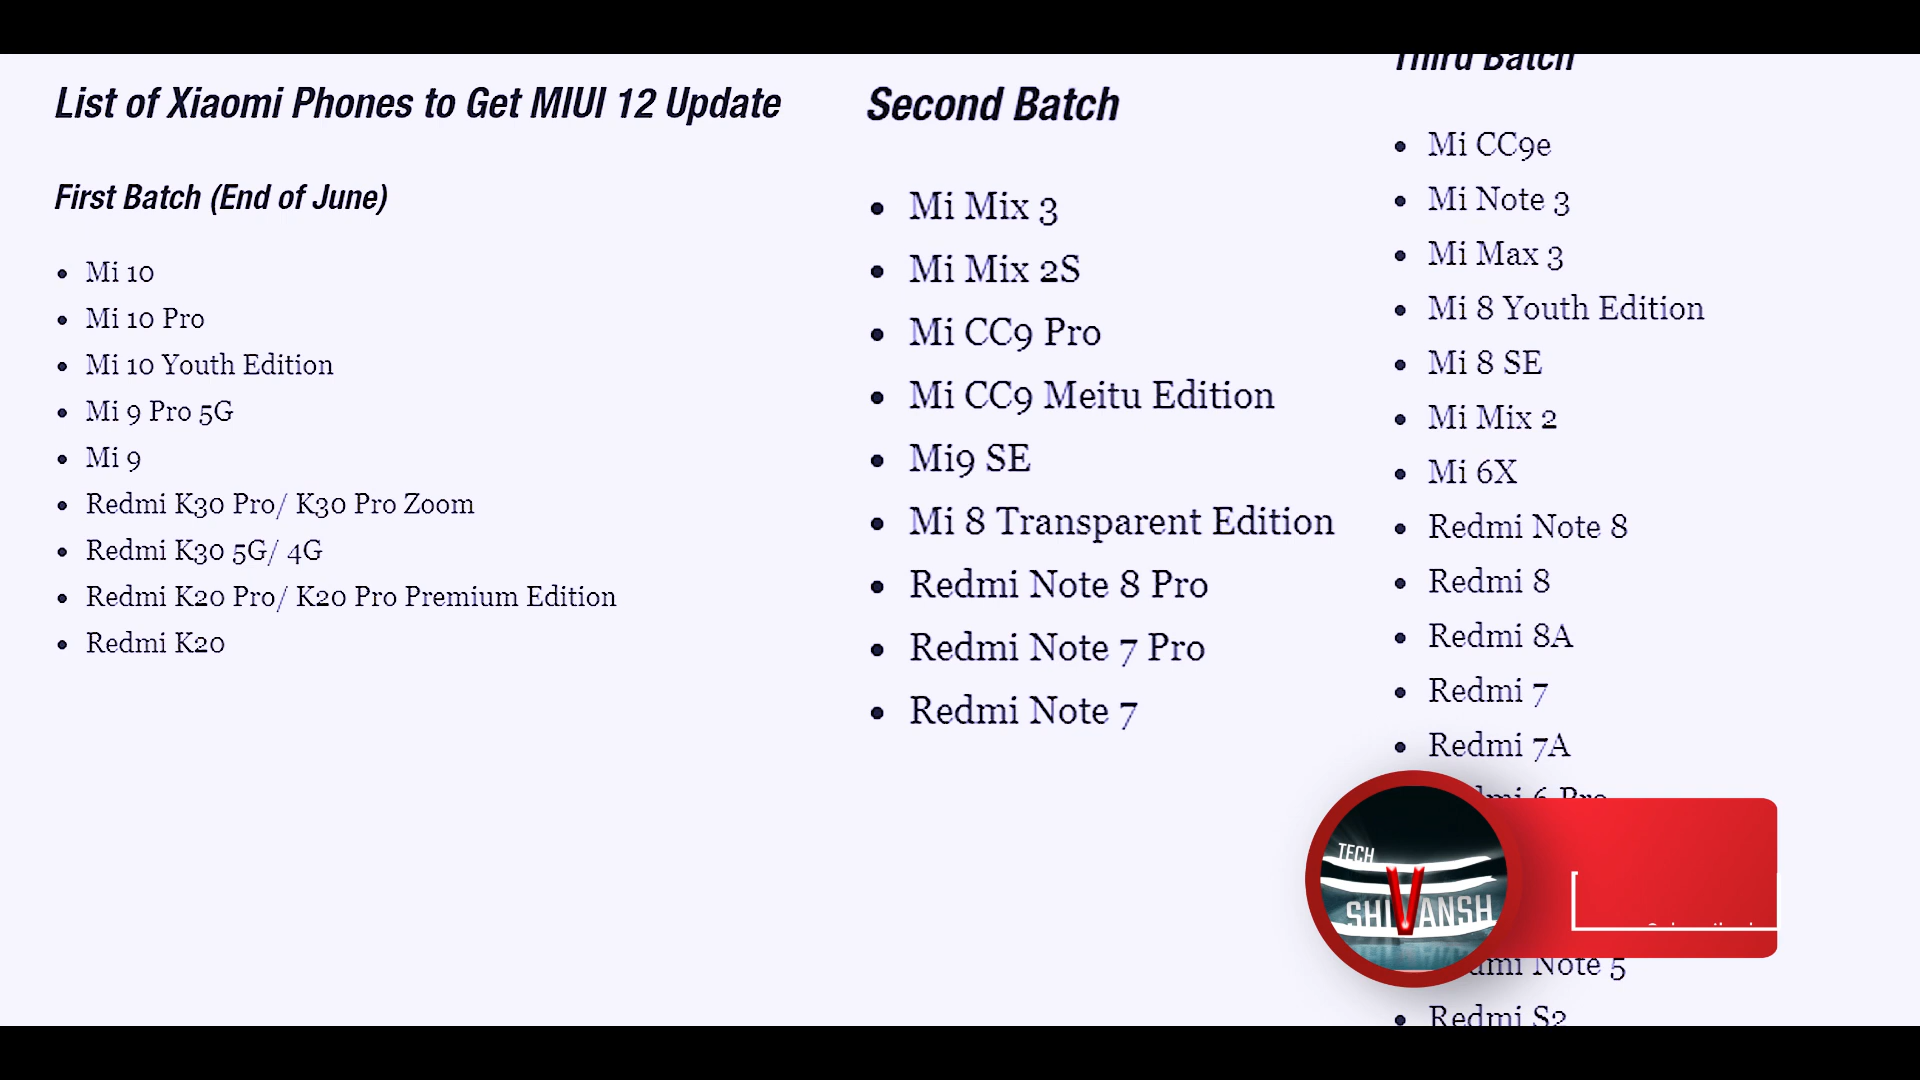 List of Xiaomi Phones to Get MIUI 12 Update
First Batch (End of June)
Mi 10
Mi 10 Pro
Mi 10 Youth Edition
Mi 9 Pro 5G
Mi 9
Redmi K30 Pro/ K30 Pro Zoom
Redmi K30 5G/ 4G
Redmi K20 Pro/ K20 Pro Premium Edition
Redmi K20
Second Batch
Mi Mix 3
Mi Mix 2S
Mi CC9 Pro
Mi CC9 Meitu Edition
Mi9 SE
Mi 8 Transparent Edition
Redmi Note 8 Pro
Redmi Note 7 Pro
Redmi Note 7
Third Batch
Mi CC9e
Mi Note 3
Mi Max 3
Mi 8 Youth Edition
Mi 8 SE
Mi Mix 2
Mi 6X
Redmi Note 8
Redmi 8
Redmi 8A
Redmi 7
Redmi 7A
6 Pro
Note 5
Redmi S2
TECH
SHIVANSH